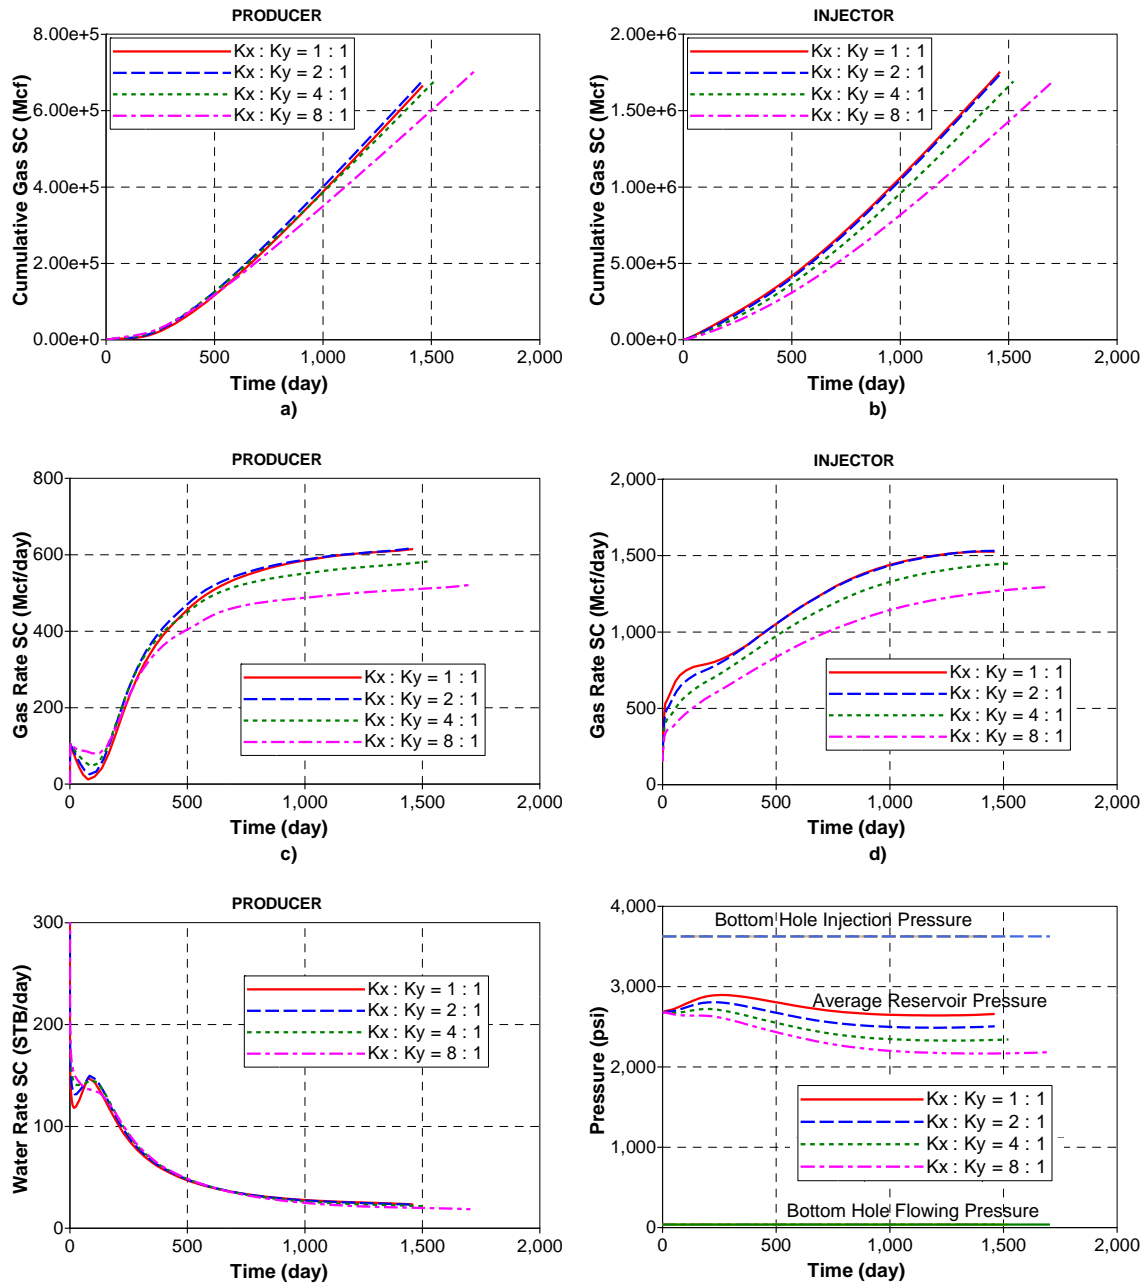 PRODUCER
8.00e+5
6.00e+5
4.00e+5
2.00e+5
0.00e+0
Cumulative Gas SC (Mcf)
Kx : Ky = 1 : 1
Kx : Ky = 2 : 1
Kx : Ky = 4 : 1
Kx : Ky = 8 : 1
0 500 1,000 1,500 2,000
Time (day)
a)
INJECTOR
2.00e+6
1.50e+6
1.00e+6
5.00e+5
0.00e+0
Cumulative Gas SC (Mcf)
Kx : Ky = 1 : 1
Kx : Ky = 2 : 1
Kx : Ky = 4 : 1
Kx : Ky = 8 : 1
0 500 1,000 1,500 2,000
Time (day)
b)
PRODUCER
800
600
400
200
0
Gas Rate SC (Mcf/day)
Kx : Ky = 1 : 1
Kx : Ky = 2 : 1
Kx : Ky = 4 : 1
Kx : Ky = 8 : 1
0 500 1,000 1,500 2,000
Time (day)
c)
INJECTOR
2,000
1,500
1,000
500
0
Gas Rate SC (Mcf/day)
Kx : Ky = 1 : 1
Kx : Ky = 2 : 1
Kx : Ky = 4 : 1
Kx : Ky = 8 : 1
0 500 1,000 1,500 2,000
Time (day)
d)
PRODUCER
300
200
100
0
Water Rate SC (STB/day)
Kx : Ky = 1 : 1
Kx : Ky = 2 : 1
Kx : Ky = 4 : 1
Kx : Ky = 8 : 1
0 500 1,000 1,500 2,000
Time (day)
4,000
3,000
2,000
1,000
0
Pressure (psi)
Bottom Hole Injection Pressure
Average Reservoir Pressure
Kx : Ky = 1 : 1
Kx : Ky = 2 : 1
Kx : Ky = 4 : 1
Kx : Ky = 8 : 1
Bottom Hole Flowing Pressure
0 500 1,000 1,500 2,000
Time (day)